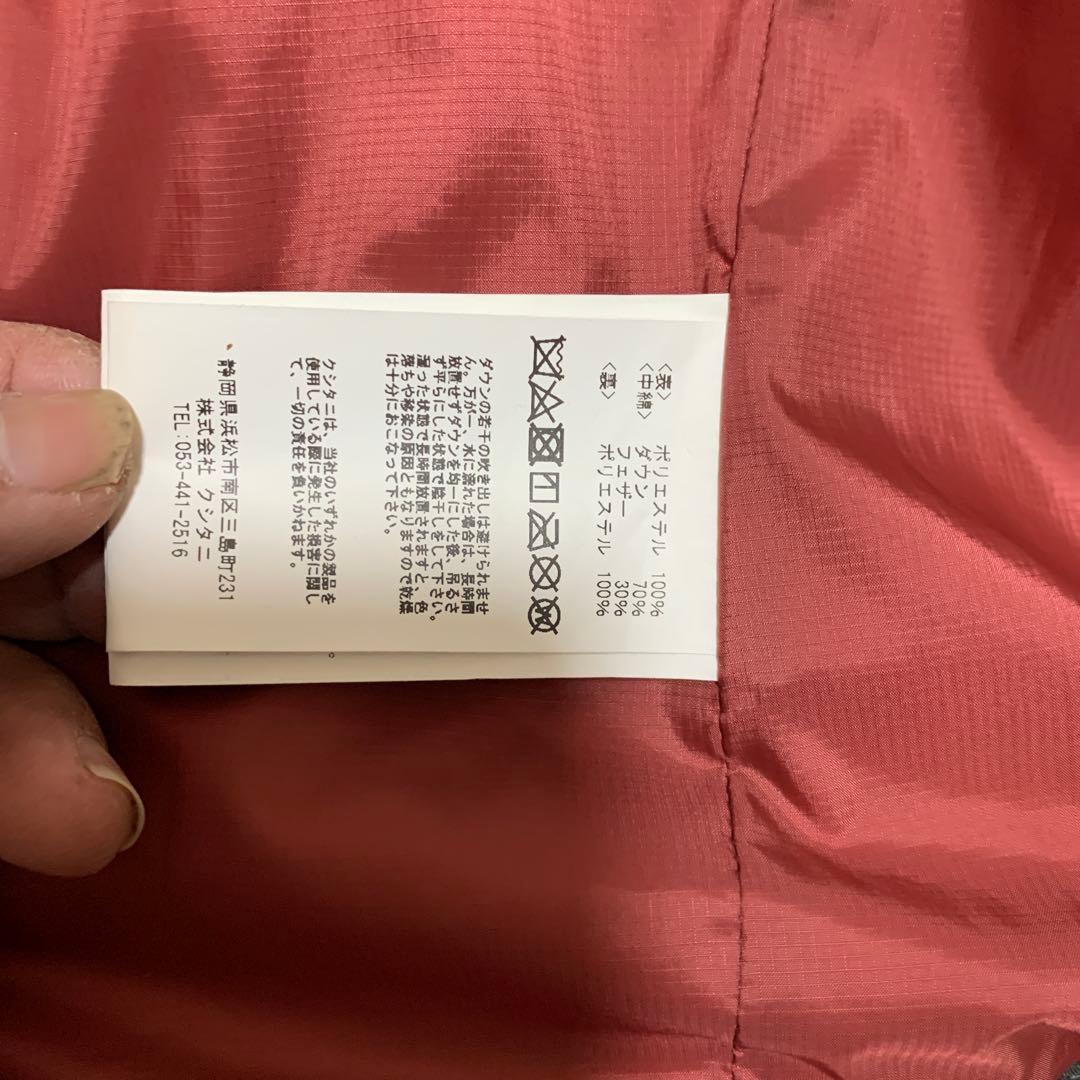 〈表〉 ポリエステル 100%
〈中綿〉 ダウン 70%
フェザー 30%
〈裏〉 ポリエステル 100%
ダウンの若干の吹き出しは避けられませ
ん。万が一、水に濡れた場合は、長時間
放置せずダウンを均一にした後、吊るさ
ず平らにした状態で陰干しをして下さい。
湿った状態で長時間放置されますと、色
落ちや移染の原因ともなりますので乾燥
は十分におこなって下さい。
クシタニは、当社のいずれかの製品を
使用している際に発生した損害に関し
て、一切の責任を負いかねます。
静岡県浜松市南区三島町1231
株式会社 クシタニ
TEL:053-441-2516